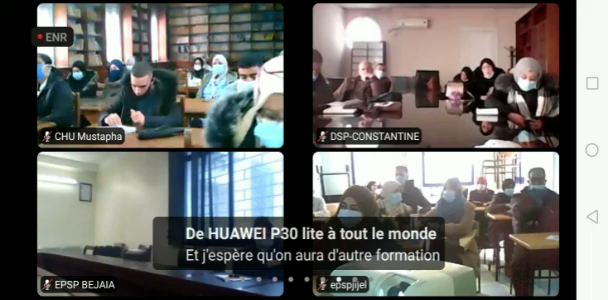 ENR
CHU Mustapha
DSP-CONSTANTINE
De HUAWEI P30 lite à tout le monde
Et j'espère qu'on aura d'autre formation
EPSP BEJAIA
epspjijel